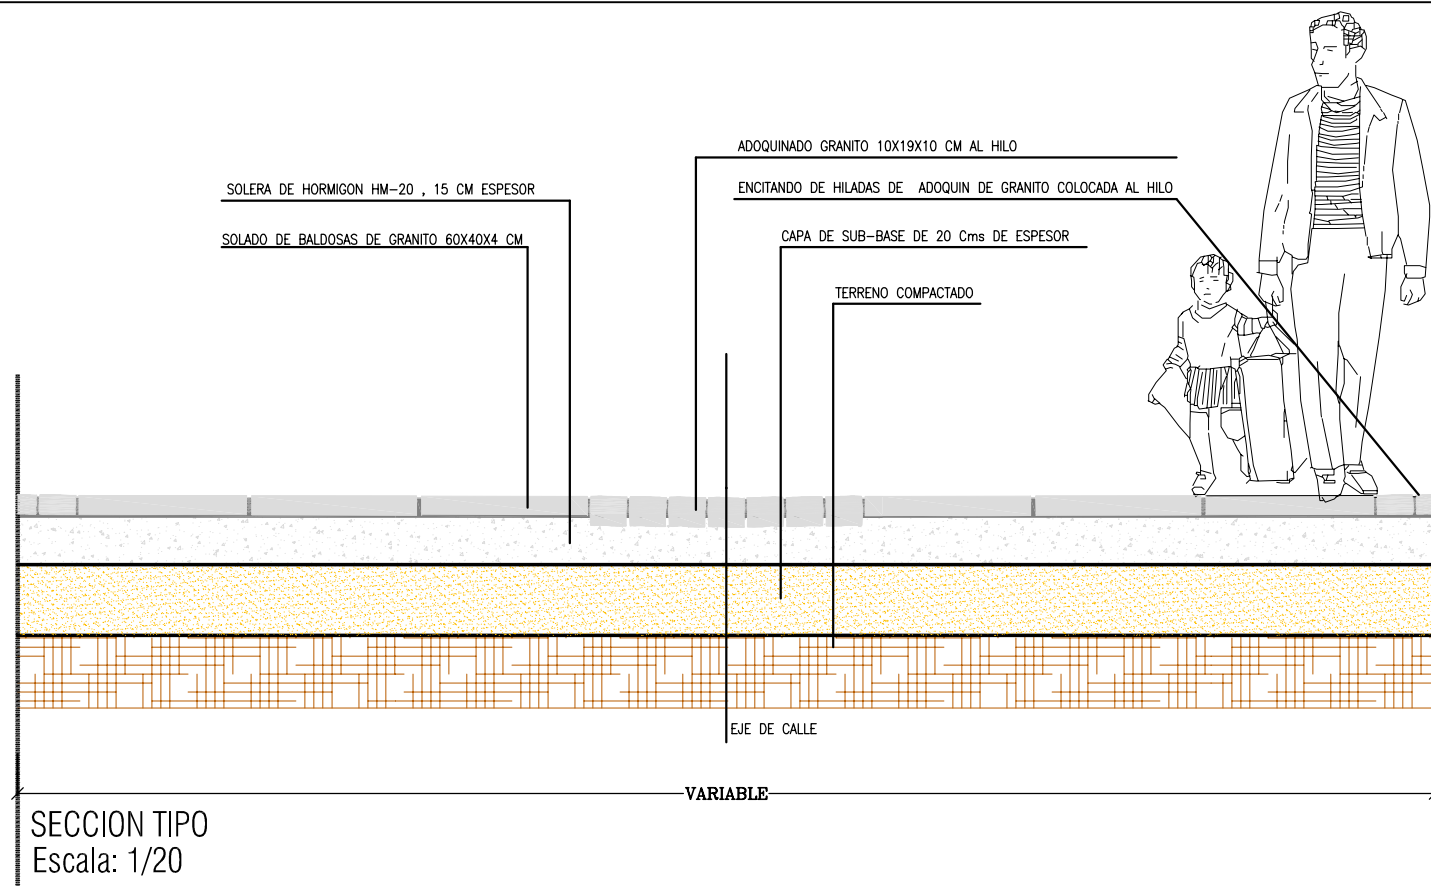 ADOQUINADO GRANITO 10X19X10 CM AL HILO
SOLERA DE HORMIGON HM-20 , 15 CM ESPESOR
ENCITANDO DE HILADAS DE ADOQUIN DE GRANITO COLOCADA AL HILO
SOLADO DE BALDOSAS DE GRANITO 60X40X4 CM
CAPA DE SUB-BASE DE 20 Cms DE ESPESOR
TERRENO COMPACTADO
EJE DE CALLE
VARIABLE
SECCION TIPO
Escala: 1/20